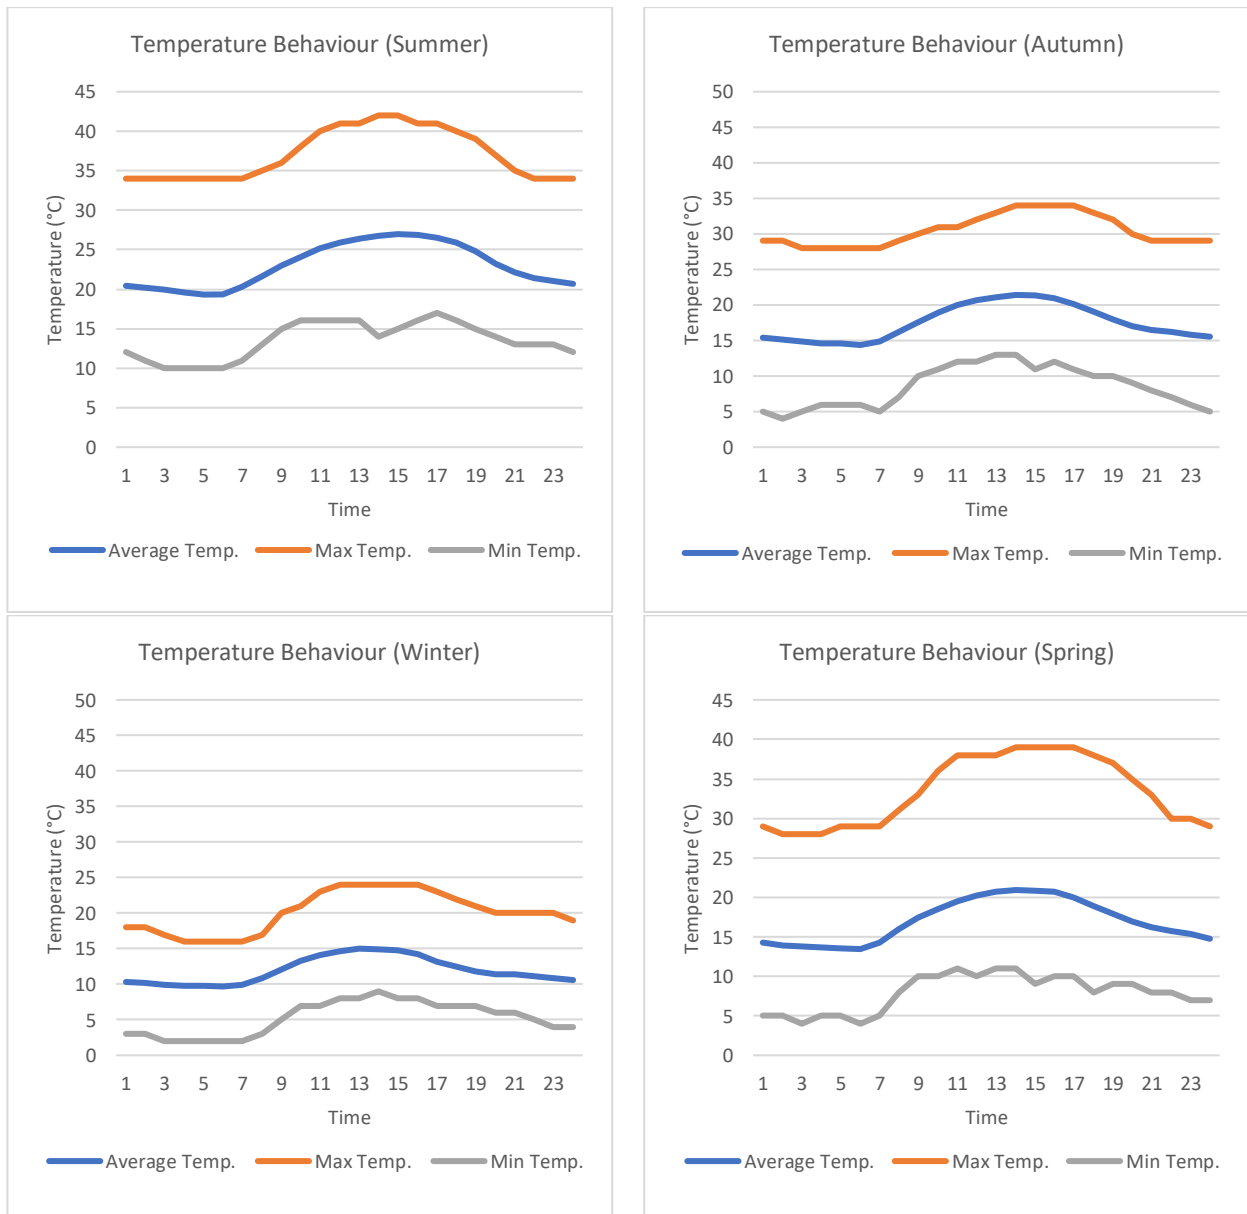 Temperature Behaviour (Summer)
45
40
35
30
25
20
15
10
5
0
Temperature (°C)
1 3 5 7 9 11 13 15 17 19 21 23
Time
Average Temp. Max Temp. Min Temp.
Temperature Behaviour (Autumn)
50
45
40
35
30
25
20
15
10
5
0
Temperature (°C)
1 3 5 7 9 11 13 15 17 19 21 23
Time
Average Temp. Max Temp. Min Temp.
Temperature Behaviour (Winter)
50
45
40
35
30
25
20
15
10
5
0
Temperature (°C)
1 3 5 7 9 11 13 15 17 19 21 23
Time
Average Temp. Max Temp. Min Temp.
Temperature Behaviour (Spring)
45
40
35
30
25
20
15
10
5
0
Temperature (°C)
1 3 5 7 9 11 13 15 17 19 21 23
Time
Average Temp. Max Temp. Min Temp.